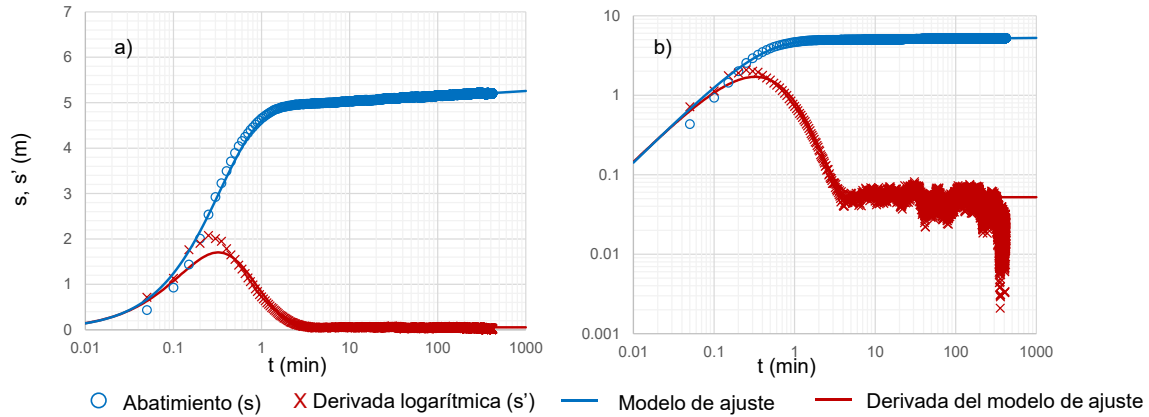 a)
7
6
5
4
3
2
1
0
s, s’ (m)
0.01 0.1 1 10 100 1000
t (min)
b)
10
1
0.1
0.01
0.001
0.01 0.1 1 10 100 1000
t (min)
Abatimiento (s) X Derivada logarítmica (s’) Modelo de ajuste Derivada del modelo de ajuste